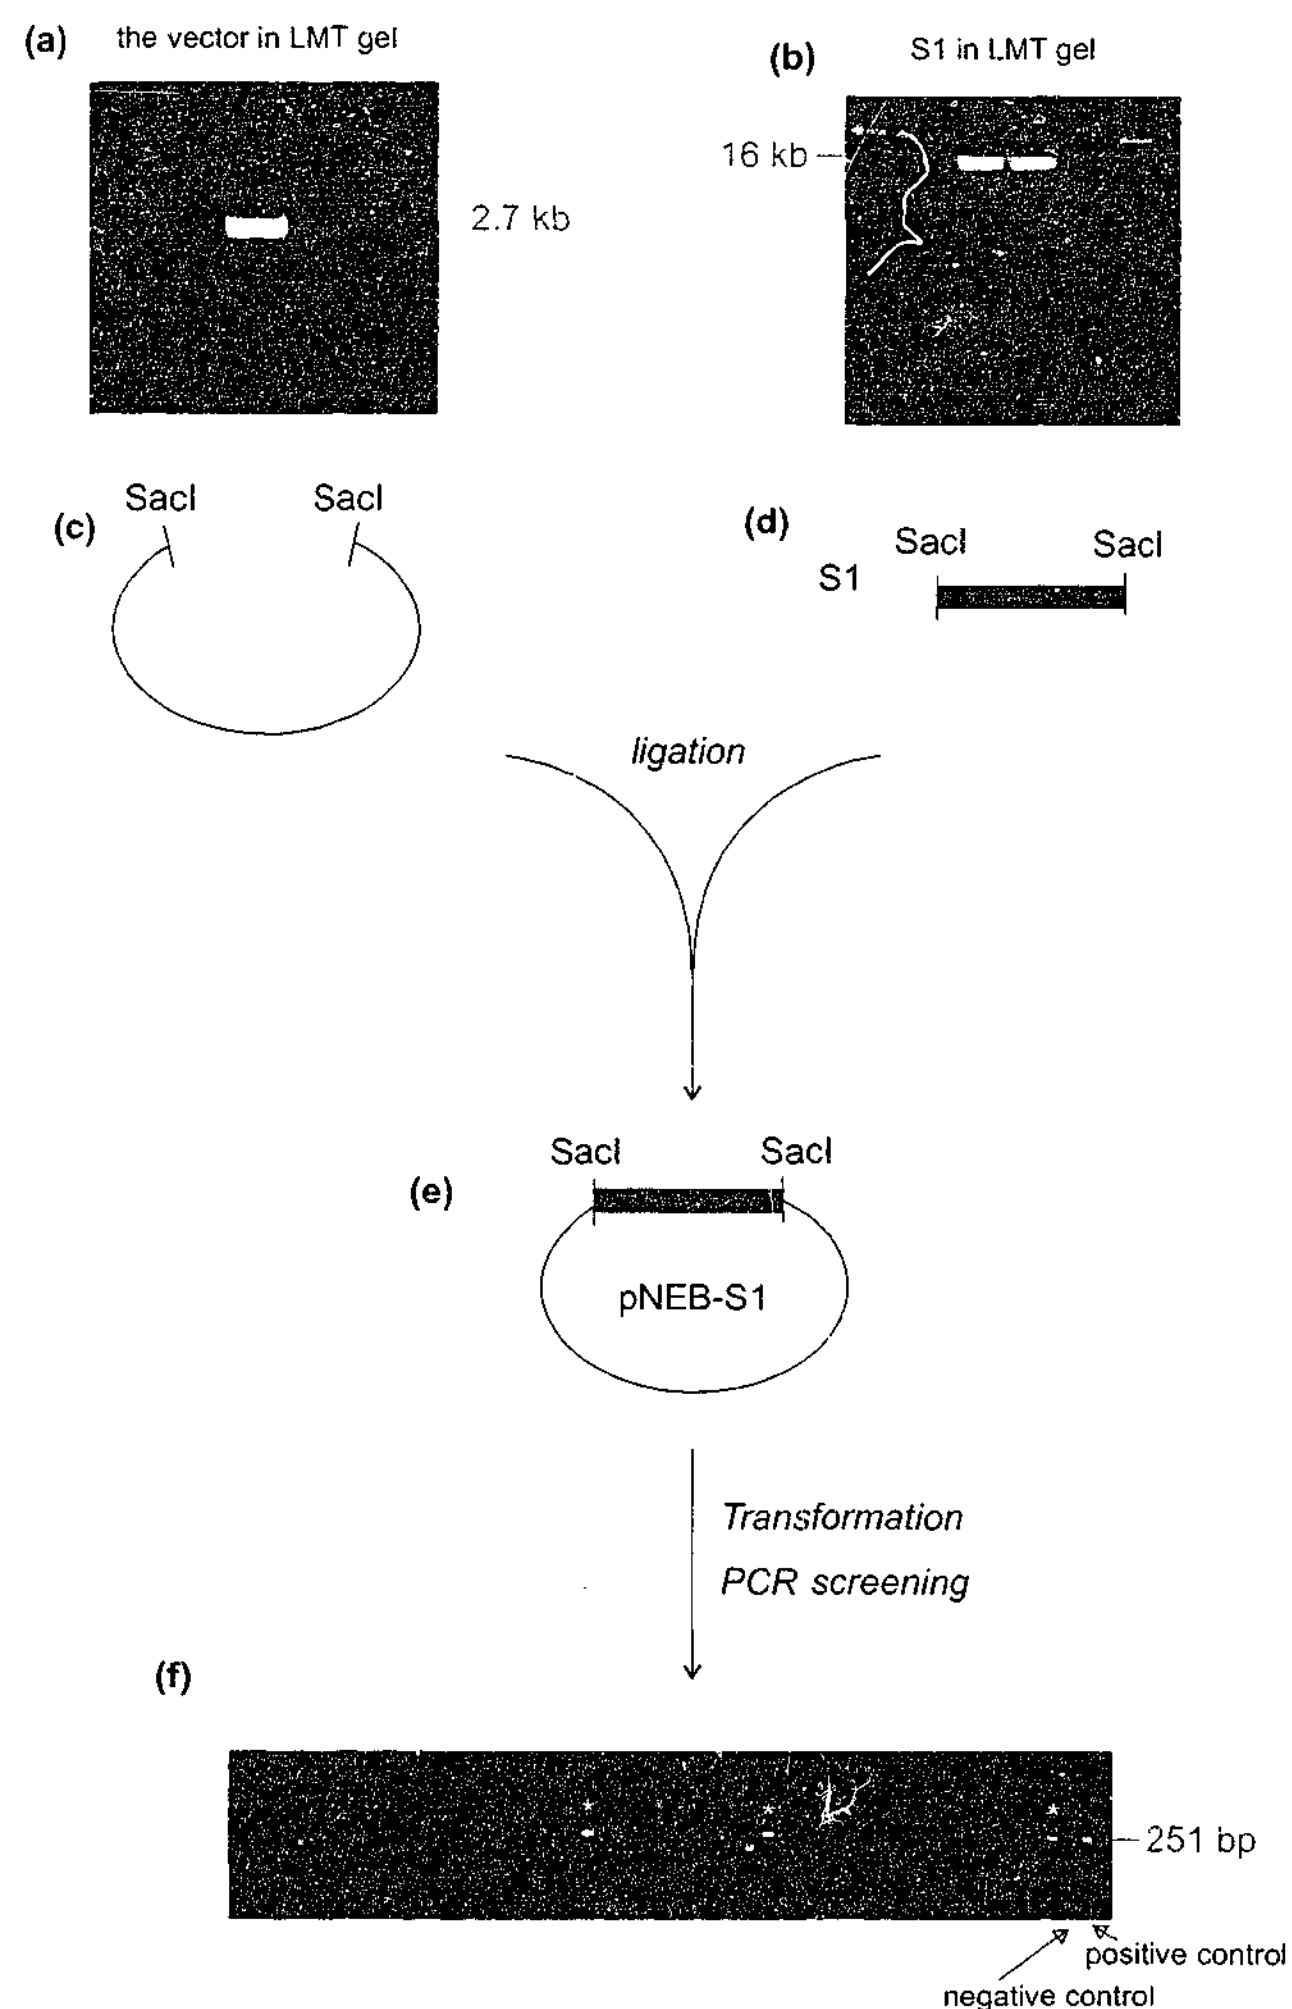 (a) the vector in LMT gel
(b) S1 in LMT gel
2.7 kb
16 kb
(c) SacI SacI
(d) SacI SacI
S1
ligation
SacI SacI
(e)
pNEB-S1
Transformation
PCR screening
(f)
* * *
251 bp
positive control
negative control